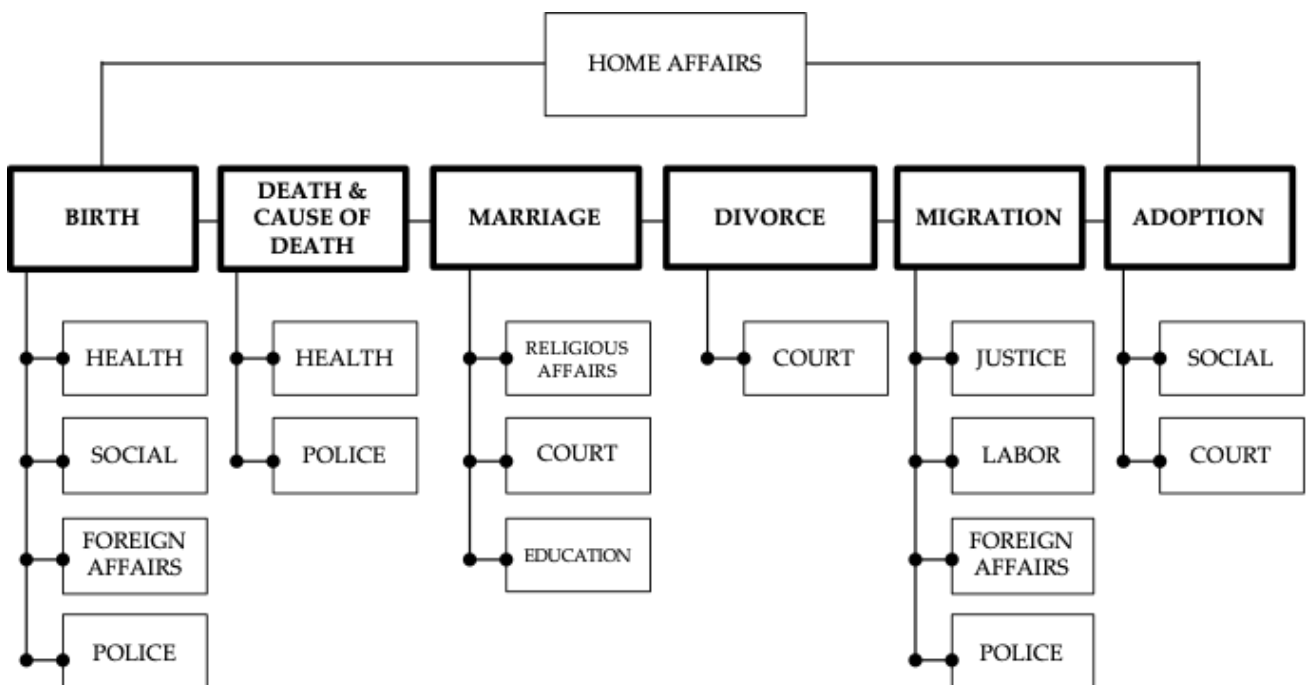 HOME AFFAIRS
BIRTH
DEATH &
CAUSE OF
DEATH
MARRIAGE
DIVORCE
MIGRATION
ADOPTION
HEALTH
SOCIAL
FOREIGN
AFFAIRS
POLICE
HEALTH
POLICE
RELIGIOUS
AFFAIRS
COURT
EDUCATION
COURT
JUSTICE
LABOR
FOREIGN
AFFAIRS
POLICE
SOCIAL
COURT